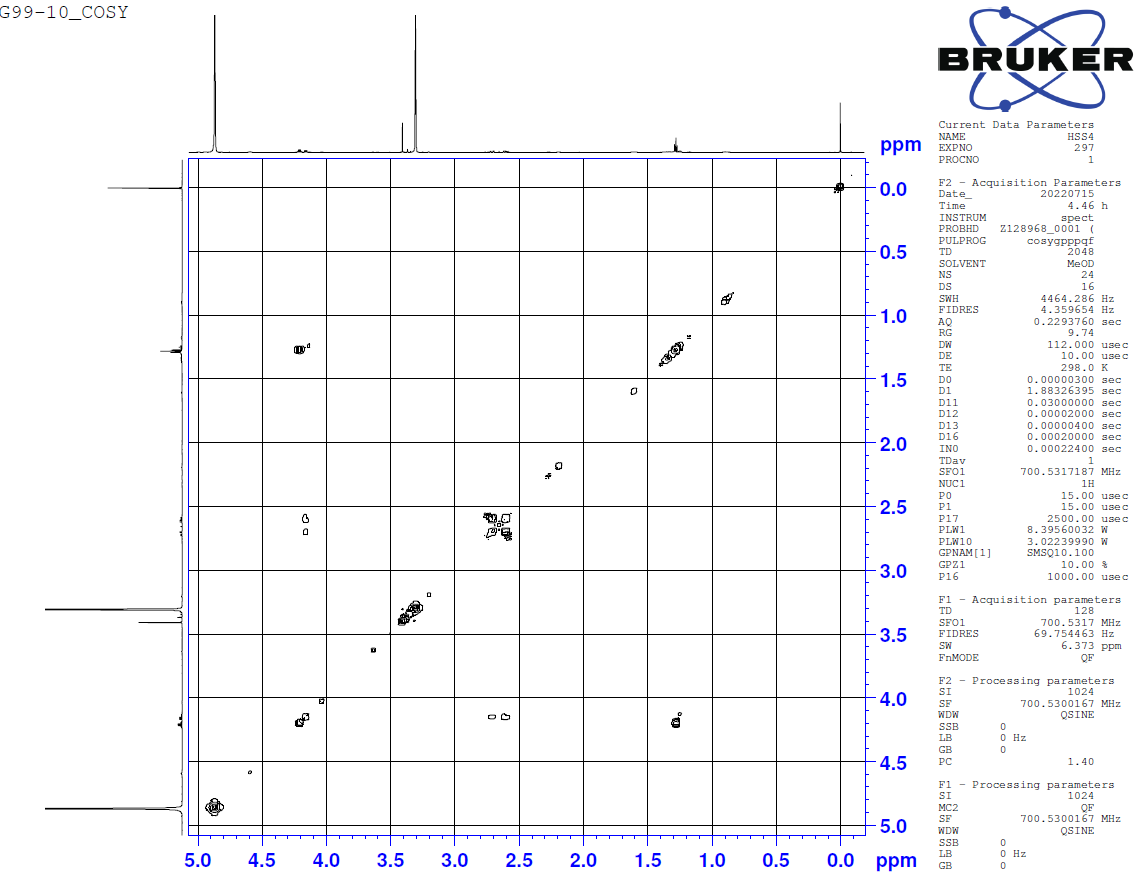 G99-10_COSY
BRUKER
ppm
0.0
0.5
1.0
1.5
2.0
2.5
3.0
3.5
4.0
4.5
5.0
5.0 4.5 4.0 3.5 3.0 2.5 2.0 1.5 1.0 0.5 0.0 ppm
Current Data Parameters
NAME HSS4
EXPNO 297
PROCNO 1
F2 - Acquisition Parameters
Date_ 20220715
Time 4.46 h
INSTRUM spect
PROBHD Z128968_0001 (
PULPROG cosygpppqf
TD 2048
SOLVENT MeOD
NS 24
DS 16
SWH 4464.286 Hz
FIDRES 4.359654 Hz
AQ 0.2293760 sec
RG 9.74
DW 112.000 usec
DE 10.00 usec
TE 298.0 K
D0 0.00000300 sec
D1 1.88326395 sec
D11 0.03000000 sec
D12 0.00002000 sec
D13 0.00000400 sec
D16 0.00020000 sec
IN0 0.00022400 sec
TDav 1
SFO1 700.5317187 MHz
NUC1 1H
P0 15.00 usec
P1 15.00 usec
P17 2500.00 usec
PLW1 8.39560032 W
PLW10 3.02239990 W
GPNAM[1] SMSQ10.100
GPZ1 10.00 %
P16 1000.00 usec
F1 - Acquisition parameters
TD 128
SFO1 700.5317 MHz
FIDRES 69.754463 Hz
SW 6.373 ppm
FnMODE QF
F2 - Processing parameters
SI 1024
SF 700.5300167 MHz
WDW QSINE
SSB 0
LB 0 Hz
GB 0
PC 1.40
F1 - Processing parameters
SI 1024
MC2 QF
SF 700.5300167 MHz
WDW QSINE
SSB 0
LB 0 Hz
GB 0